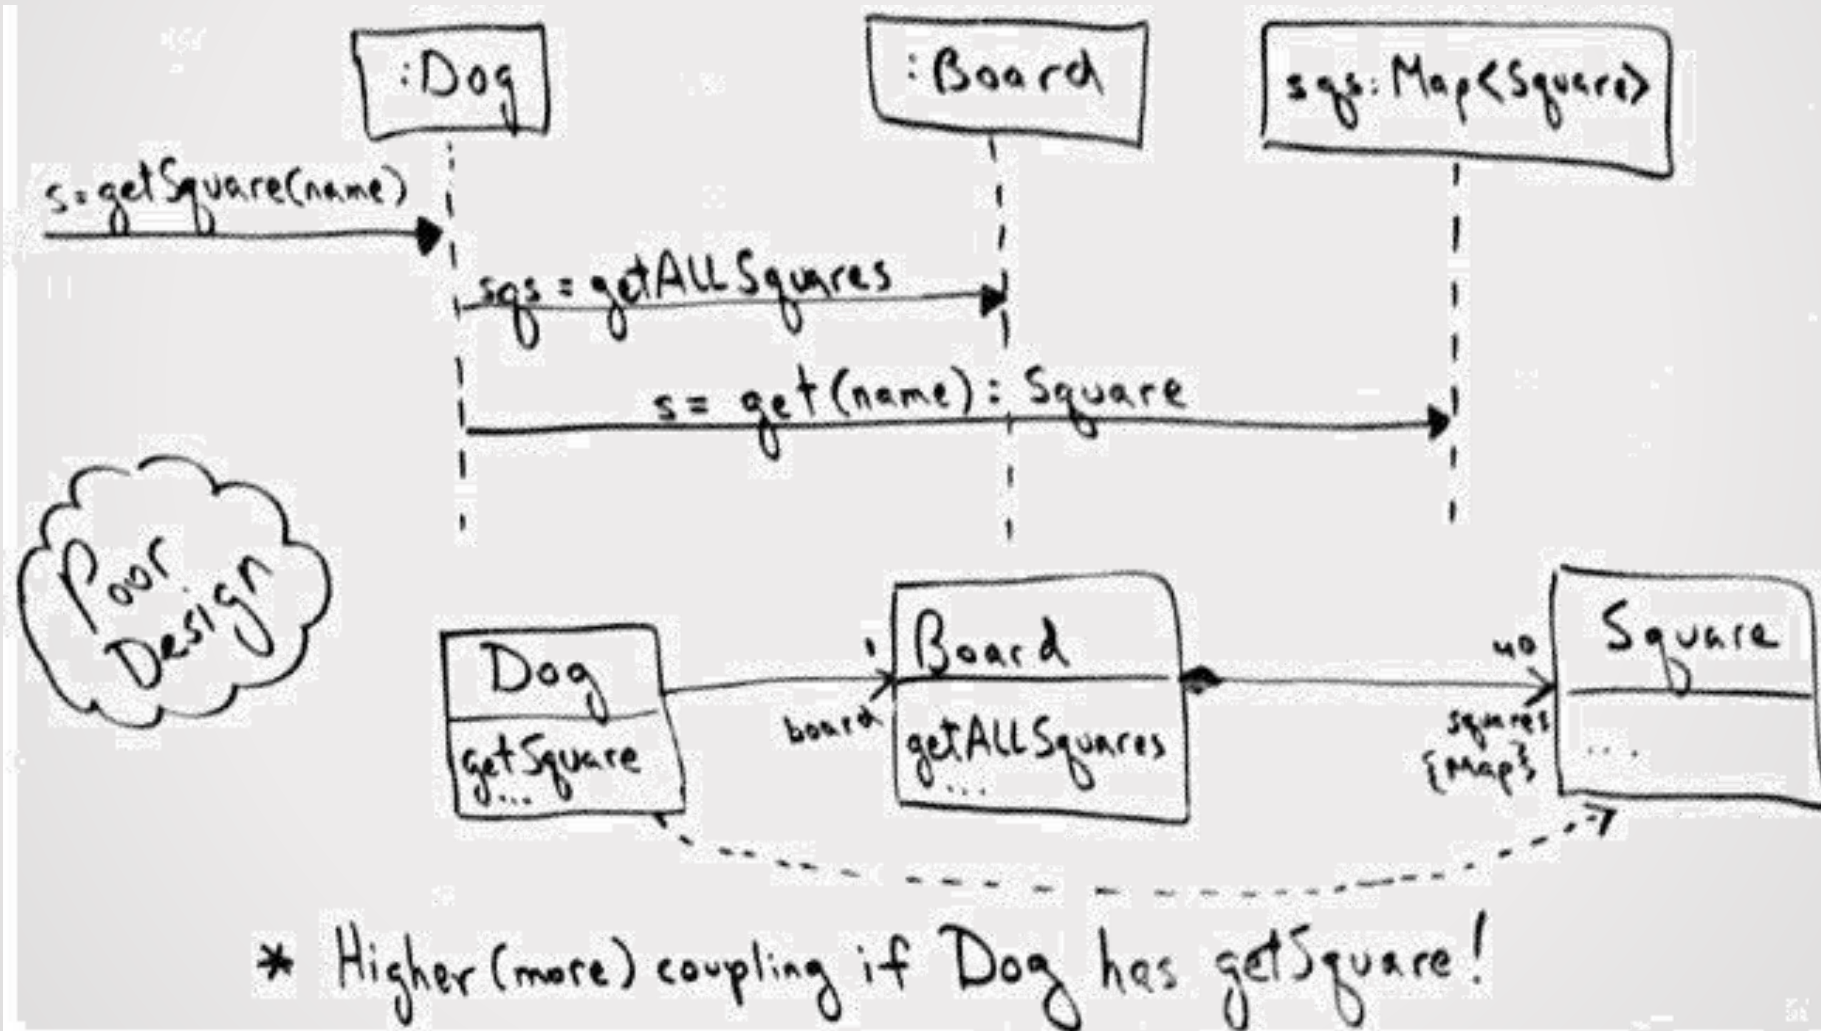 :Dog
:Board
sqs: Map<Square>
s=getSquare(name)
sqs = getALLSquares
s= get(name): Square
Poor
Design
Dog
getSquare
...
1
board
Board
getALLSquares
...
40
squares
{Map}
Square
...
* Higher (more) coupling if Dog has getSquare!